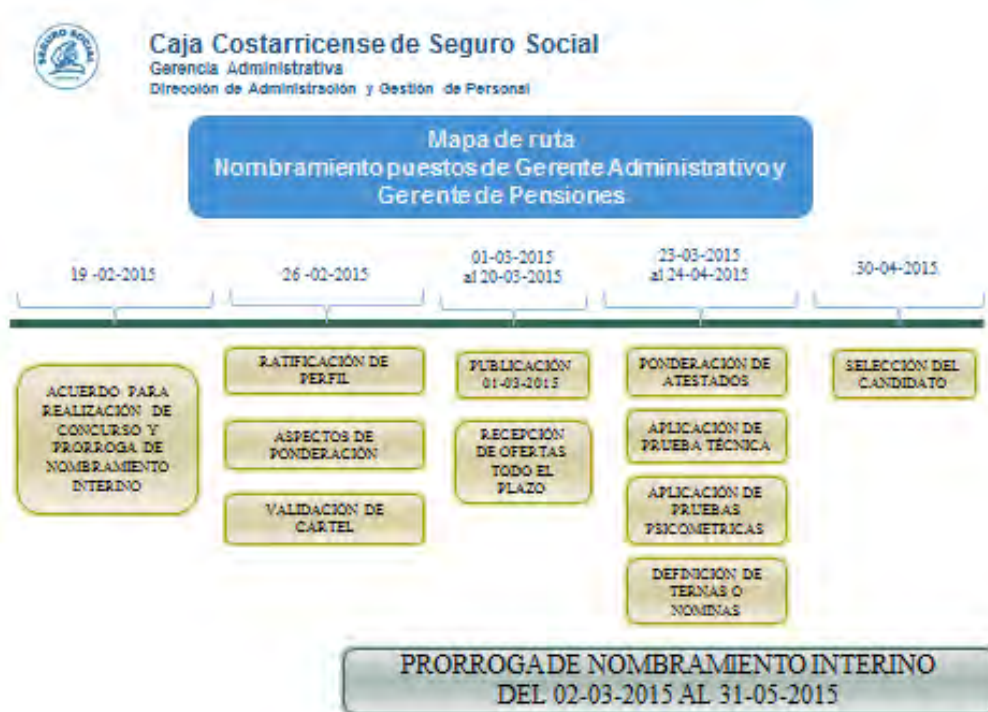 SEGURO SOCIAL
Caja Costarricense de Seguro Social
Gerencia Administrativa
Dirección de Administración y Gestión de Personal
Mapa de ruta
Nombramiento puestos de Gerente Administrativo y
Gerente de Pensiones
19 -02-2015
26 -02-2015
01-03-2015
al 20-03-2015
23-03-2015
al 24-04-2015
30-04-2015
ACUERDO PARA
REALIZACIÓN DE
CONCURSO Y
PRORROGA DE
NOMBRAMIENTO
INTERINO
RATIFICACIÓN DE
PERFIL
ASPECTOS DE
PONDERACIÓN
VALIDACIÓN DE
CARTEL
PUBLICACIÓN
01-03-2015
RECEPCIÓN
DE OFERTAS
TODO EL
PLAZO
PONDERACIÓN DE
ATESTADOS
APLICACIÓN DE
PRUEBA TÉCNICA
APLICACIÓN DE
PRUEBAS
PSICOMETRICAS
DEFINICIÓN DE
TERNAS O
NOMINAS
SELECCIÓN DEL
CANDIDATO
PRORROGA DE NOMBRAMIENTO INTERINO
DEL 02-03-2015 AL 31-05-2015